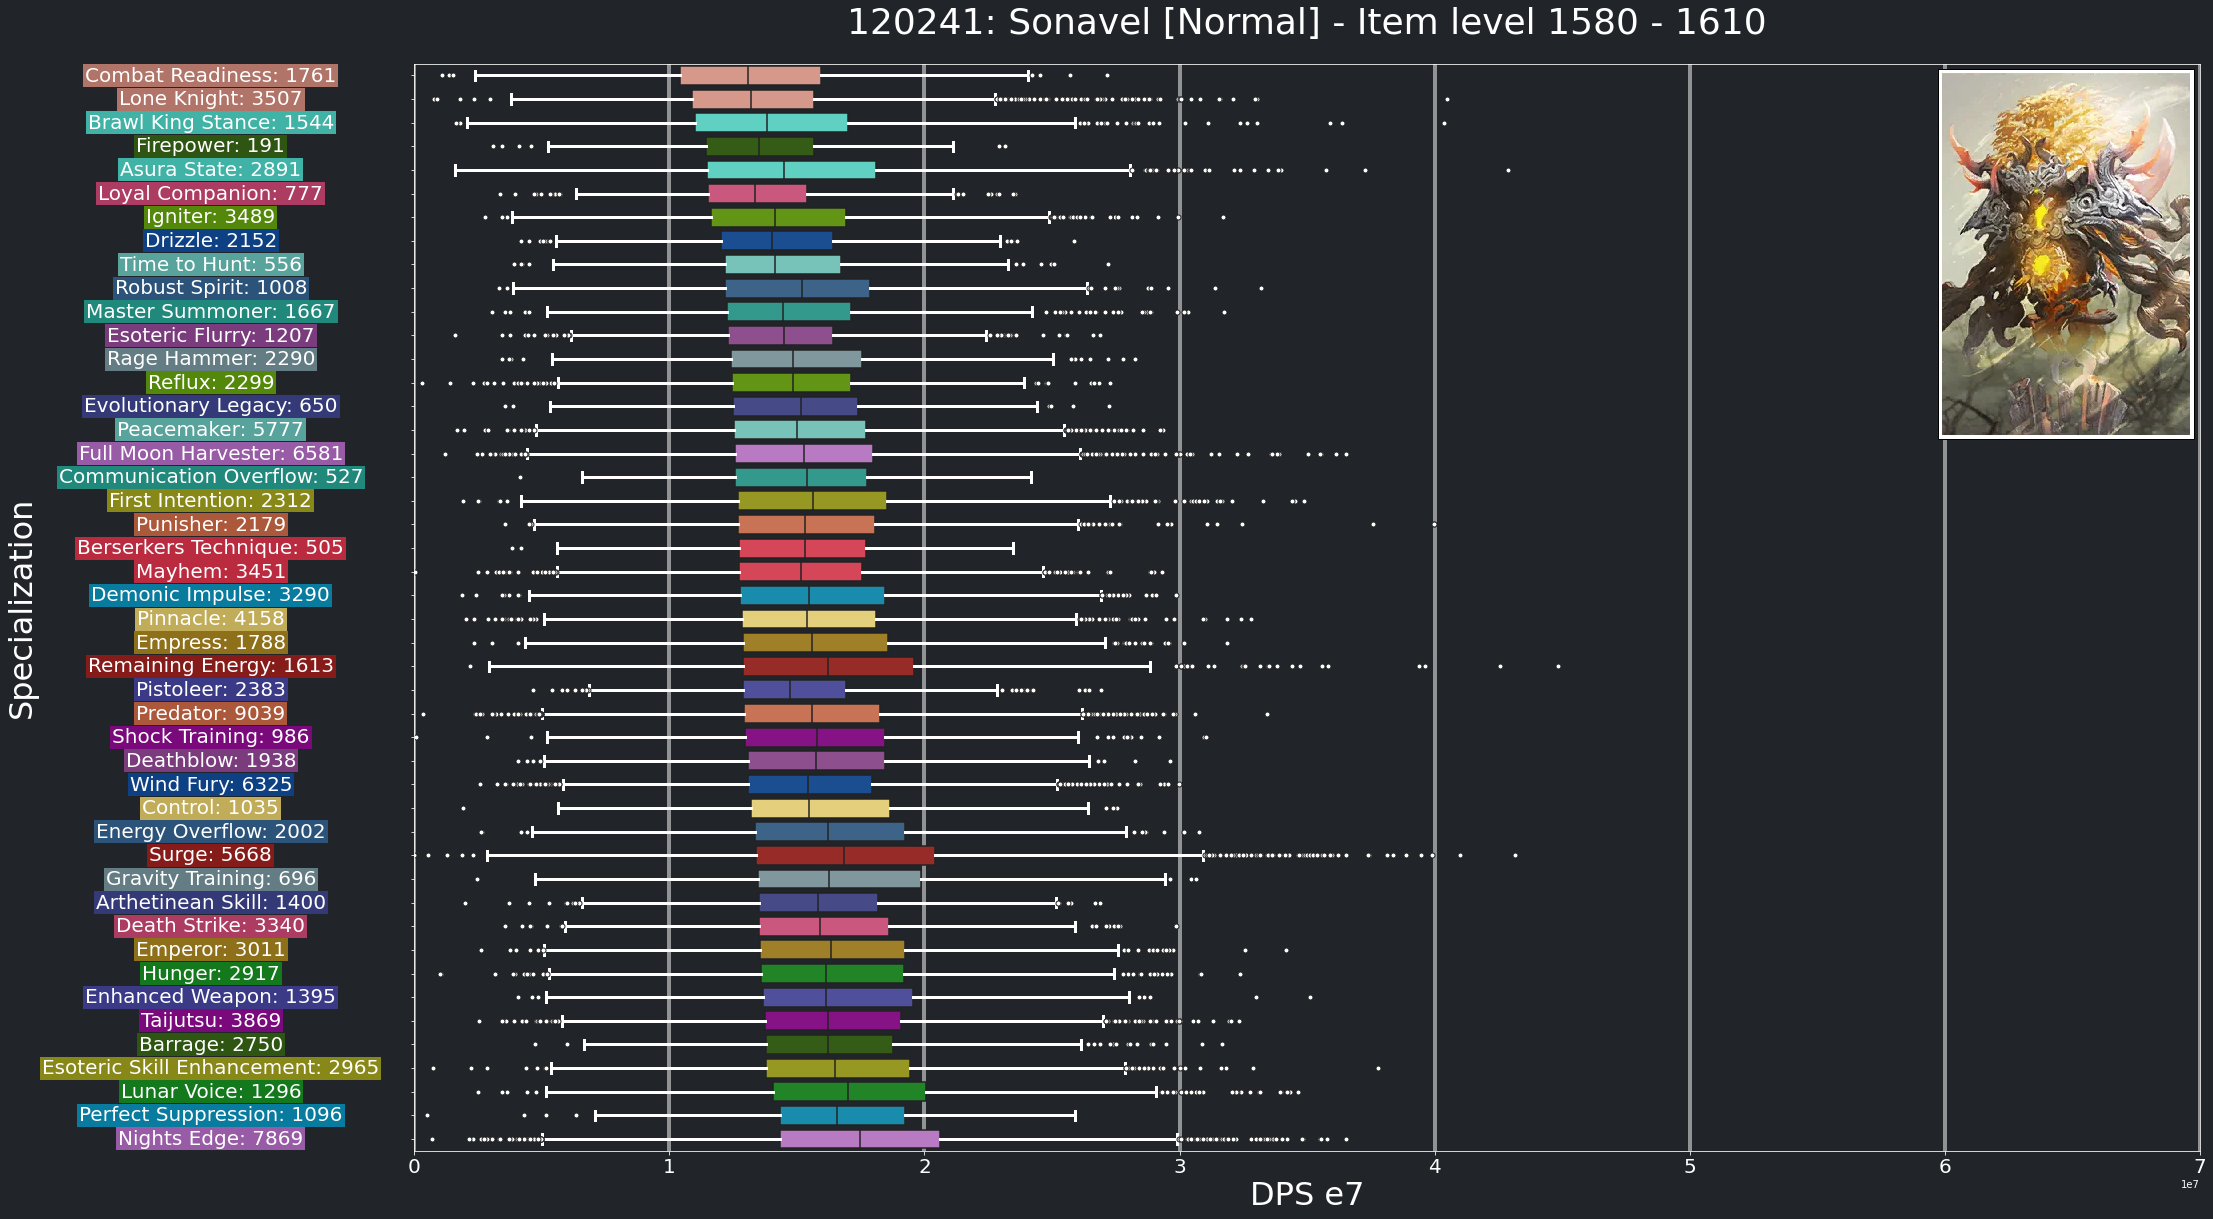 120241: Sonavel [Normal] - Item level 1580 - 1610
Combat Readiness: 1761
Lone Knight: 3507
Brawl King Stance: 1544
Firepower: 191
Asura State: 2891
Loyal Companion: 777
Igniter: 3489
Drizzle: 2152
Time to Hunt: 556
Robust Spirit: 1008
Master Summoner: 1667
Esoteric Flurry: 1207
Rage Hammer: 2290
Reflux: 2299
Evolutionary Legacy: 650
Peacemaker: 5777
Full Moon Harvester: 6581
Communication Overflow: 527
First Intention: 2312
Punisher: 2179
Berserkers Technique: 505
Mayhem: 3451
Demonic Impulse: 3290
Pinnacle: 4158
Empress: 1788
Remaining Energy: 1613
Pistoleer: 2383
Predator: 9039
Shock Training: 986
Deathblow: 1938
Wind Fury: 6325
Control: 1035
Energy Overflow: 2002
Surge: 5668
Gravity Training: 696
Arthetinean Skill: 1400
Death Strike: 3340
Emperor: 3011
Hunger: 2917
Enhanced Weapon: 1395
Taijutsu: 3869
Barrage: 2750
Esoteric Skill Enhancement: 2965
Lunar Voice: 1296
Perfect Suppression: 1096
Nights Edge: 7869
Specialization
0 1 2 3 4 5 6 7
1e7
DPS e7